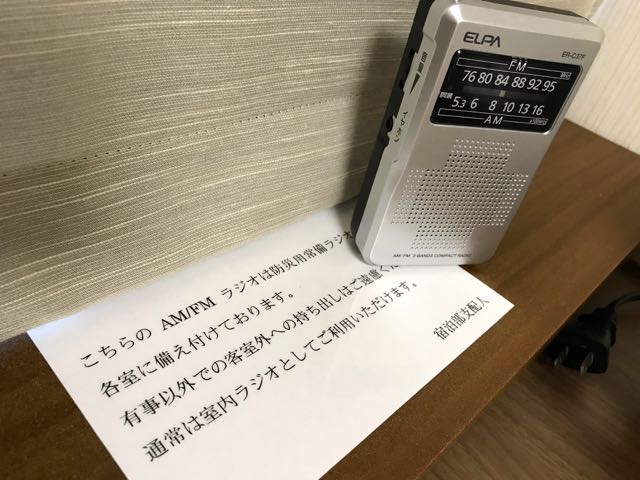 ELPA
ER-C37F
FM
76 80 84 88 92 95 MHz
5.3 6 8 10 13 16
AM
AM/FM 2-BANDS COMPACT RADIO
こちらの AM/FM ラジオは防災用常備ラジオ
各室に備え付けております。
有事以外での客室外への持ち出しはご遠慮くだ
通常は室内ラジオとしてご利用いただけます。
宿泊部支配人